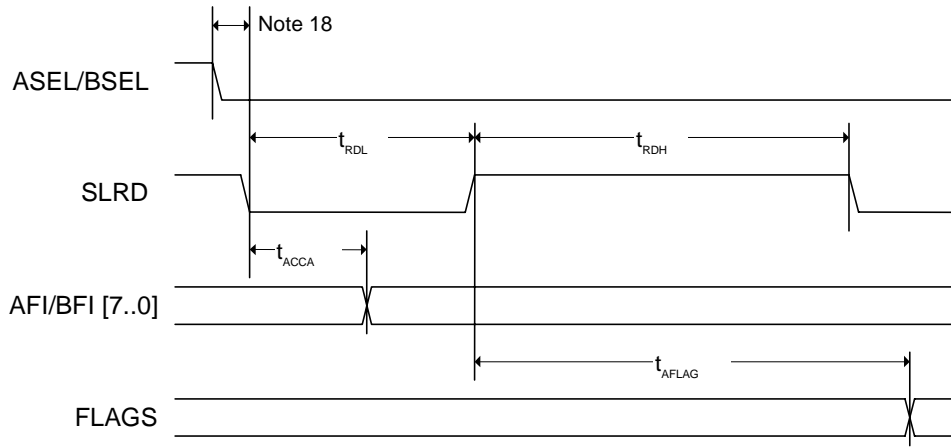 Note 18
ASEL/BSEL
tRDL
tRDH
SLRD
tACCA
AFI/BFI [7..0]
tAFLAG
FLAGS